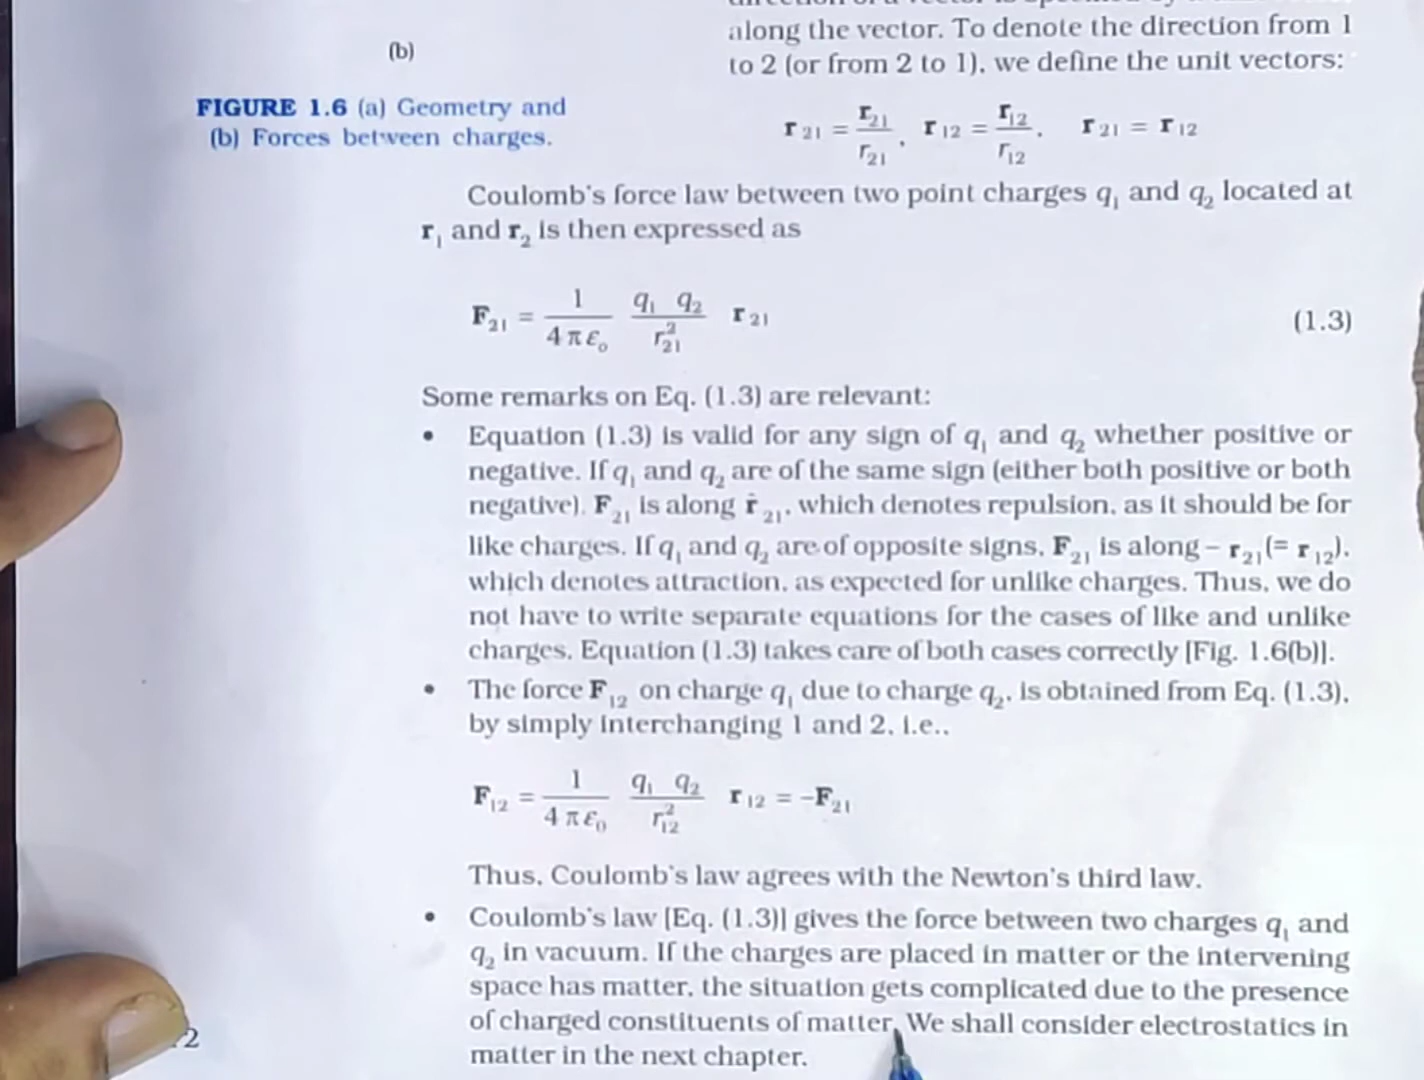 along the vector. To denote the direction from 1
to 2 (or from 2 to 1), we define the unit vectors:
(b)
FIGURE 1.6 (a) Geometry and
(b) Forces between charges.
r₂₁ = r₂₁/r₂₁, r₁₂ = r₁₂/r₁₂, r₂₁ = r₁₂
Coulomb's force law between two point charges q₁ and q₂ located at
r₁ and r₂ is then expressed as
F₂₁ = 1/(4 π ε₀) q₁ q₂/r₂₁² r₂₁ (1.3)
Some remarks on Eq. (1.3) are relevant:
• Equation (1.3) is valid for any sign of q₁ and q₂ whether positive or
negative. If q₁ and q₂ are of the same sign (either both positive or both
negative), F₂₁ is along r̂₂₁, which denotes repulsion, as it should be for
like charges. If q₁ and q₂ are of opposite signs, F₂₁ is along – r₂₁(= r₁₂),
which denotes attraction, as expected for unlike charges. Thus, we do
not have to write separate equations for the cases of like and unlike
charges. Equation (1.3) takes care of both cases correctly [Fig. 1.6(b)].
• The force F₁₂ on charge q₁ due to charge q₂, is obtained from Eq. (1.3),
by simply interchanging 1 and 2, i.e.,
F₁₂ = 1/(4 π ε₀) q₁ q₂/r₁₂² r₁₂ = –F₂₁
Thus, Coulomb's law agrees with the Newton's third law.
• Coulomb's law [Eq. (1.3)] gives the force between two charges q₁ and
q₂ in vacuum. If the charges are placed in matter or the intervening
space has matter, the situation gets complicated due to the presence
of charged constituents of matter. We shall consider electrostatics in
matter in the next chapter.
2